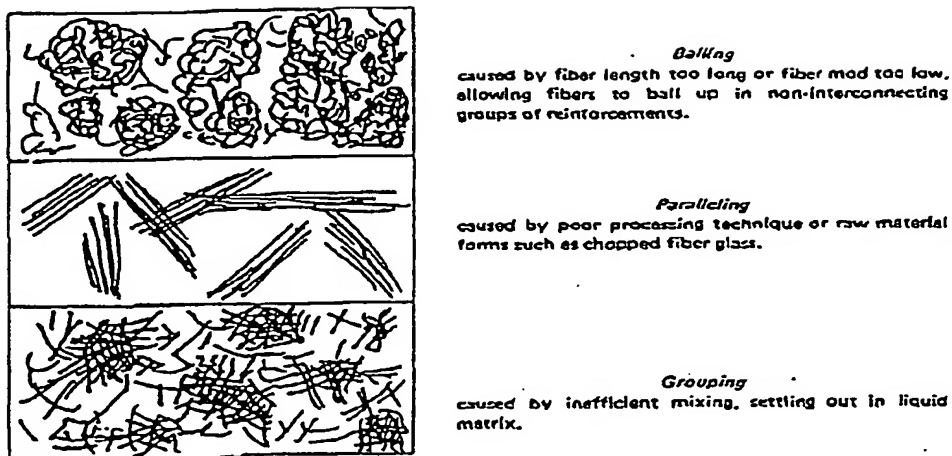 Balling
caused by fiber length too long or fiber mod too low,
allowing fibers to ball up in non-interconnecting
groups of reinforcements.
Paralleling
caused by poor processing technique or raw material
forms such as chopped fiber glass.
Grouping
caused by inefficient mixing, settling out in liquid
matrix.